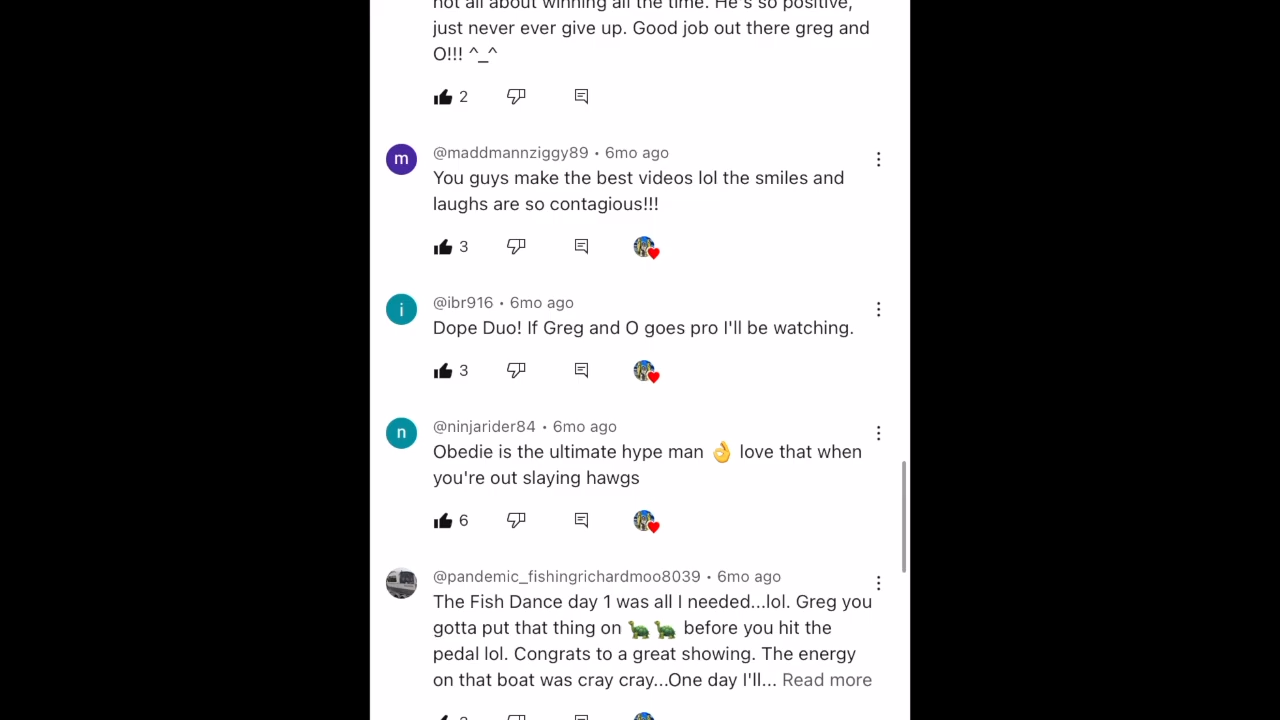 not all about winning all the time. He's so positive,
just never ever give up. Good job out there greg and
O!!! ^_^
2
m
@maddmannziggy89 • 6mo ago
You guys make the best videos lol the smiles and
laughs are so contagious!!!
3
i
@ibr916 • 6mo ago
Dope Duo! If Greg and O goes pro I'll be watching.
3
n
@ninjarider84 • 6mo ago
Obedie is the ultimate hype man 👌 love that when
you're out slaying hawgs
6
@pandemic_fishingrichardmoo8039 • 6mo ago
The Fish Dance day 1 was all I needed...lol. Greg you
gotta put that thing on 🐢 🐢 before you hit the
pedal lol. Congrats to a great showing. The energy
on that boat was cray cray...One day I'll... Read more